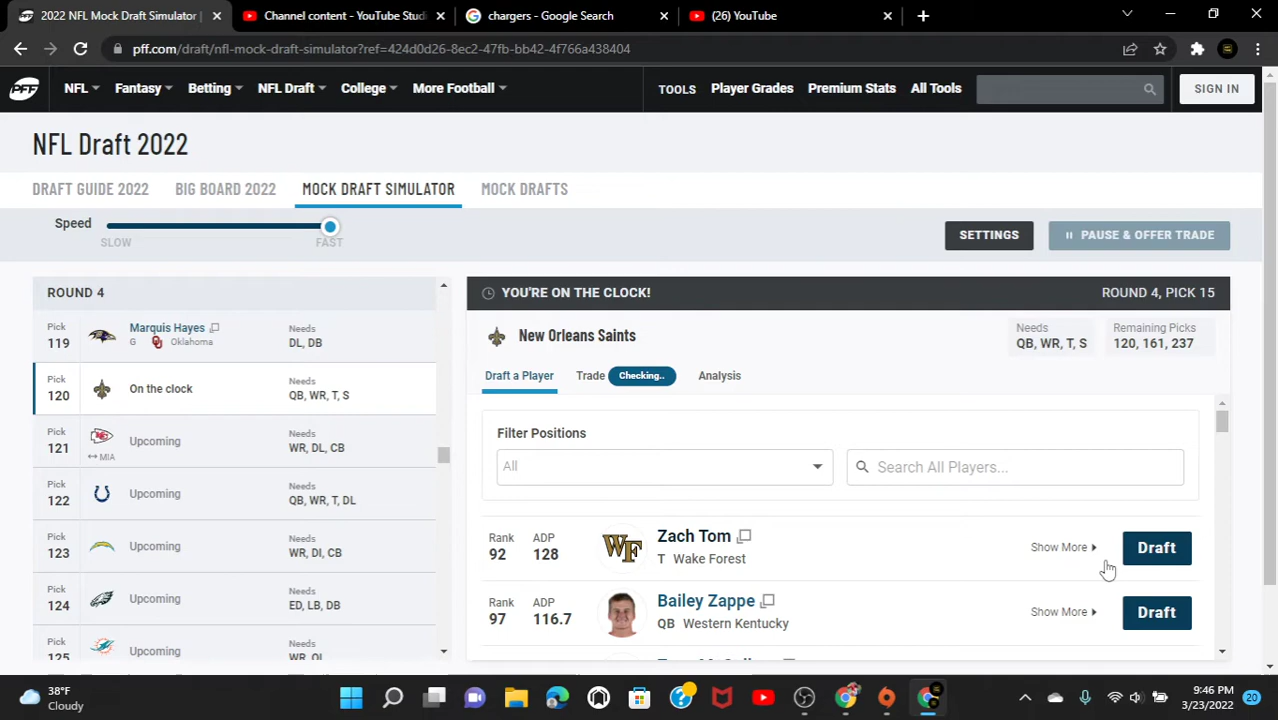 2022 NFL Mock Draft Simulator |
Channel content - YouTube Studi
chargers - Google Search
(26) YouTube
pff.com/draft/nfl-mock-draft-simulator?ref=424d0d26-8ec2-47fb-bb42-4f766a438404
PFF NFL Fantasy Betting NFL Draft College More Football TOOLS Player Grades Premium Stats All Tools SIGN IN
NFL Draft 2022
DRAFT GUIDE 2022 BIG BOARD 2022 MOCK DRAFT SIMULATOR MOCK DRAFTS
Speed
SLOW FAST
SETTINGS
PAUSE & OFFER TRADE
ROUND 4
Pick 119
Marquis Hayes
G Oklahoma
Needs
DL, DB
Pick 120
On the clock
Needs
QB, WR, T, S
Pick 121
↔ MIA
Upcoming
Needs
WR, DL, CB
Pick 122
Upcoming
Needs
QB, WR, T, DL
Pick 123
Upcoming
Needs
WR, DI, CB
Pick 124
Upcoming
Needs
ED, LB, DB
Pick 125
Upcoming
Needs
WR, OL
YOU'RE ON THE CLOCK! ROUND 4, PICK 15
New Orleans Saints
Needs
QB, WR, T, S
Remaining Picks
120, 161, 237
Draft a Player Trade Checking.. Analysis
Filter Positions
All
Search All Players...
Rank 92
ADP 128
WF
Zach Tom
T Wake Forest
Show More
Draft
Rank 97
ADP 116.7
Bailey Zappe
QB Western Kentucky
Show More
Draft
38°F
Cloudy
9:46 PM
3/23/2022
20